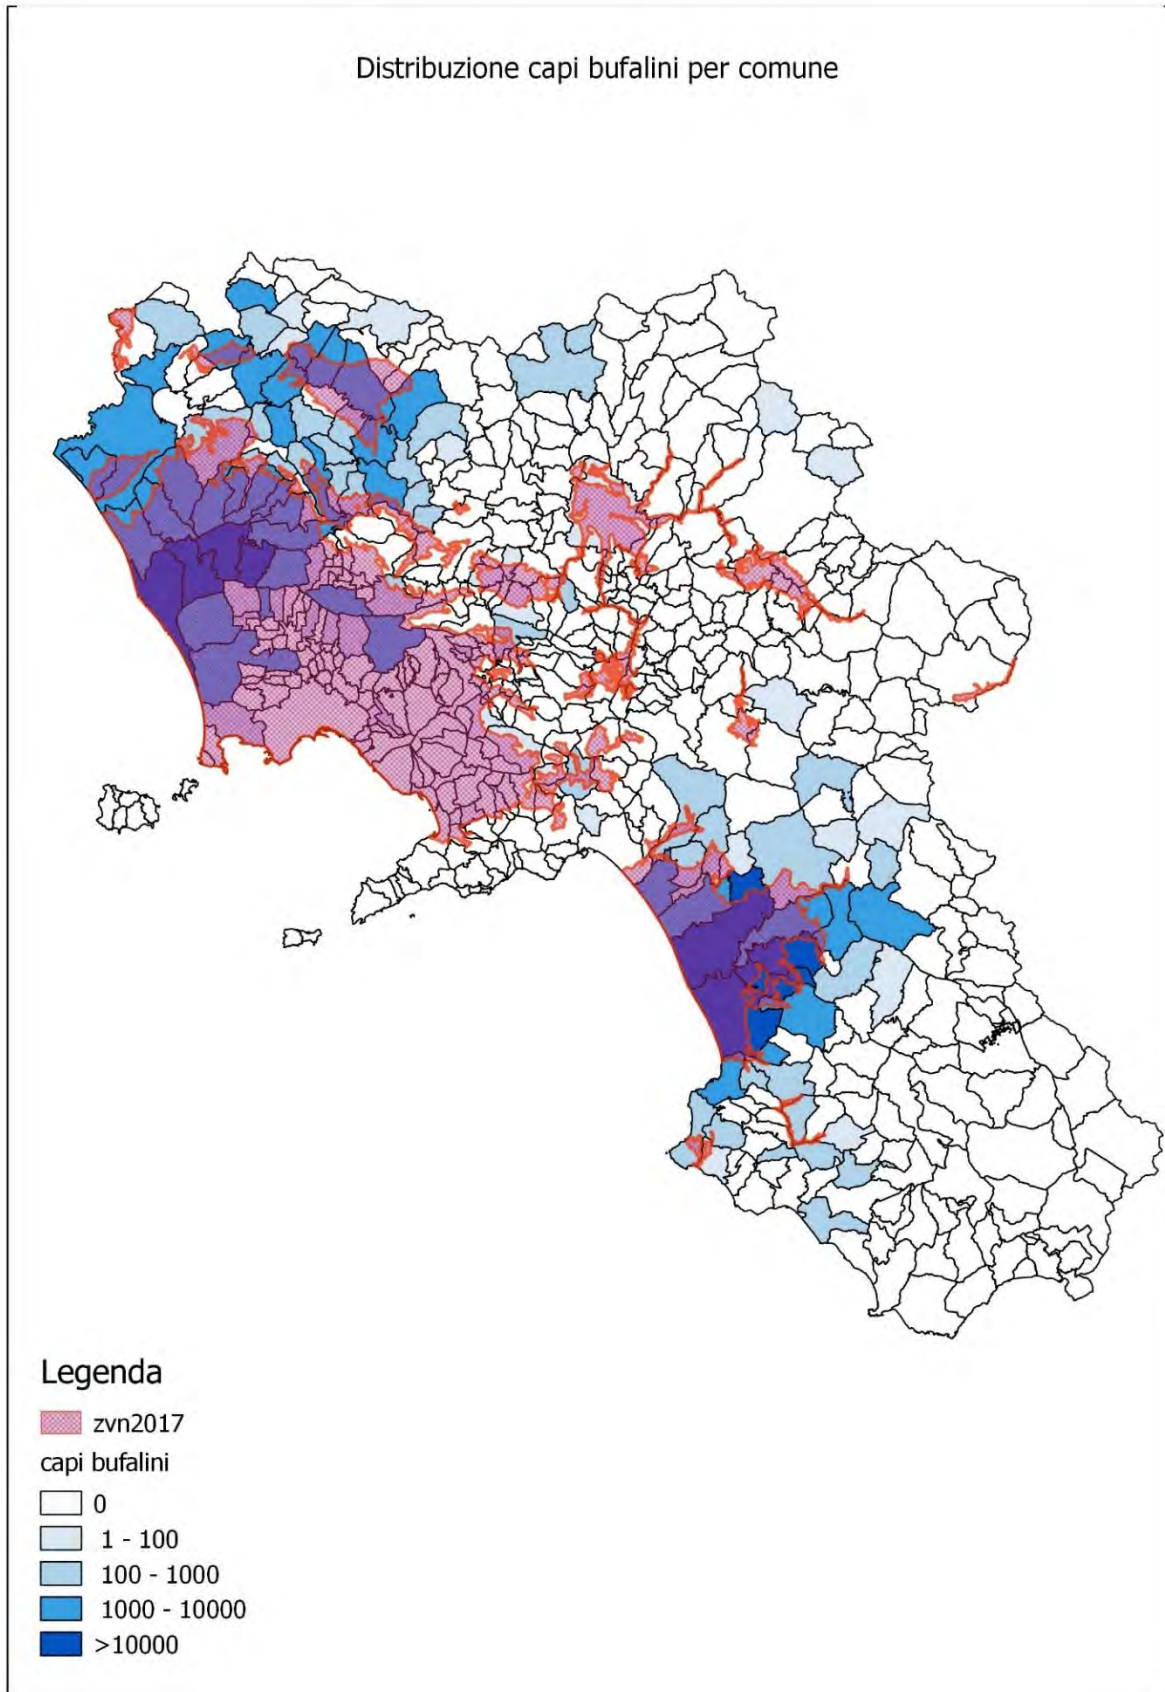 Distribuzione capi bufalini per comune
Legenda
zvn2017
capi bufalini
0
1 - 100
100 - 1000
1000 - 10000
>10000